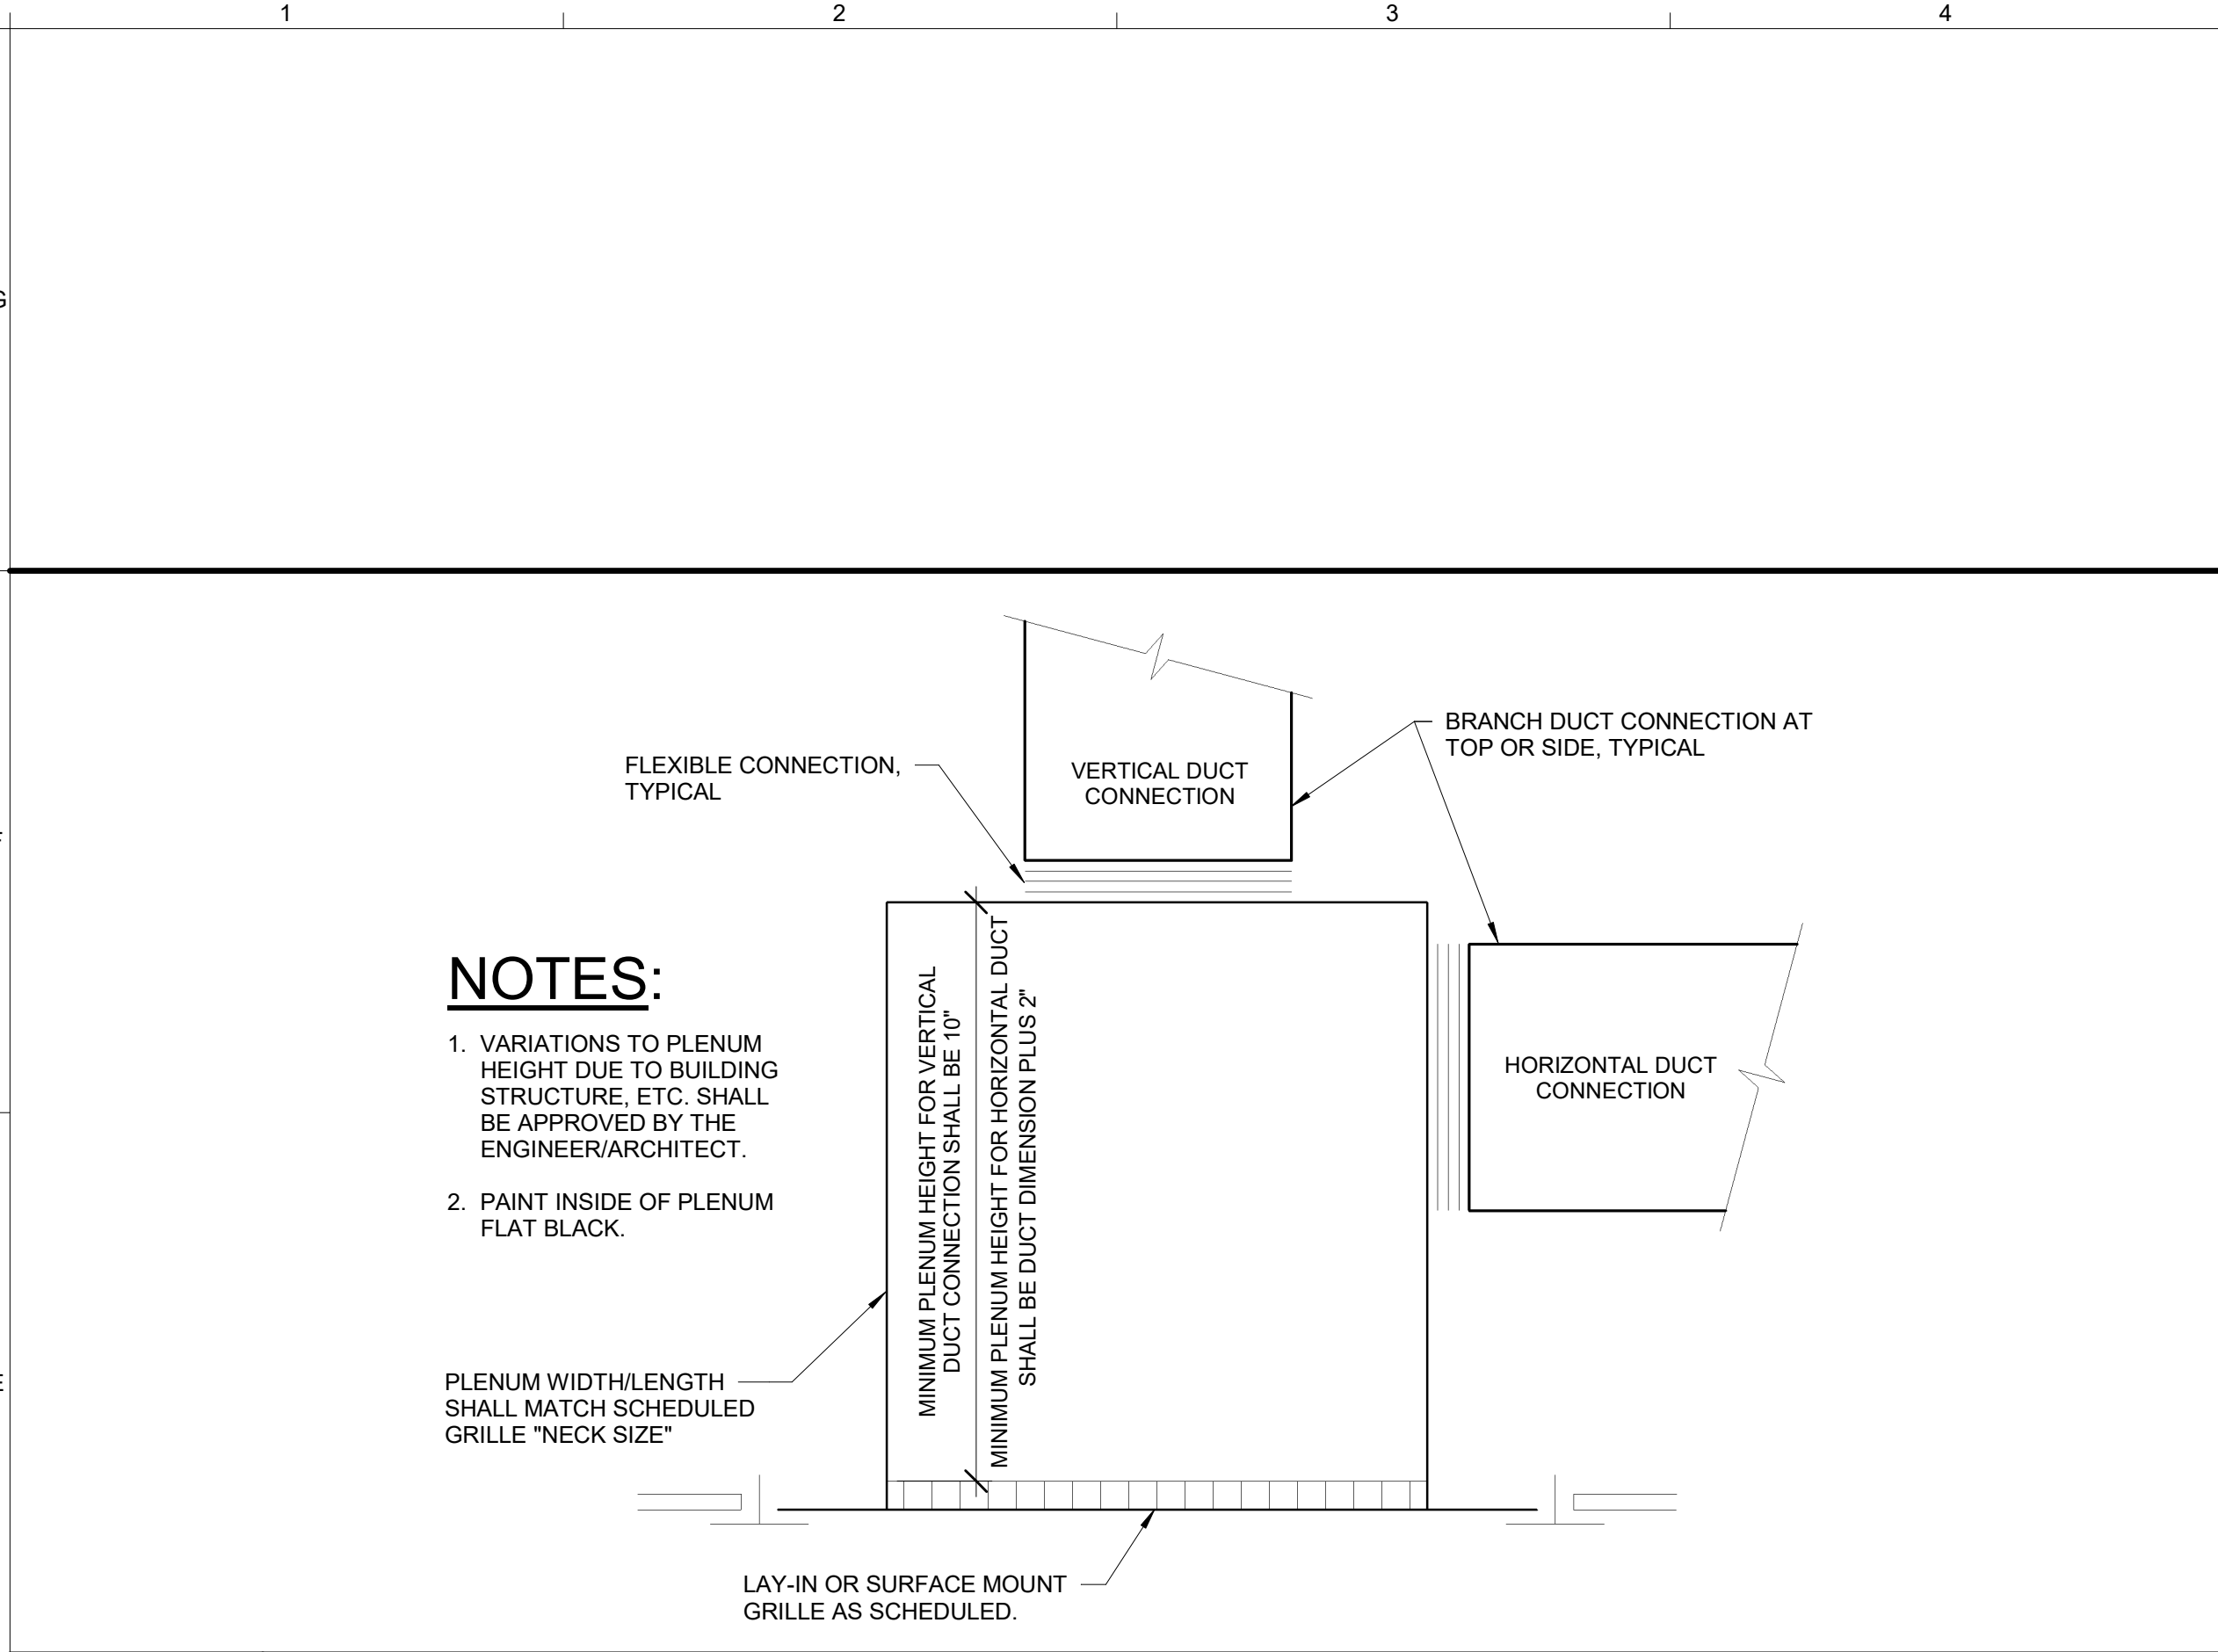 1 2 3 4
G
BRANCH DUCT CONNECTION AT
TOP OR SIDE, TYPICAL
FLEXIBLE CONNECTION,
TYPICAL
VERTICAL DUCT
CONNECTION
NOTES:
1. VARIATIONS TO PLENUM
HEIGHT DUE TO BUILDING
STRUCTURE, ETC. SHALL
BE APPROVED BY THE
ENGINEER/ARCHITECT.
2. PAINT INSIDE OF PLENUM
FLAT BLACK.
MINIMUM PLENUM HEIGHT FOR VERTICAL
DUCT CONNECTION SHALL BE 10"
MINIMUM PLENUM HEIGHT FOR HORIZONTAL DUCT
SHALL BE DUCT DIMENSION PLUS 2"
HORIZONTAL DUCT
CONNECTION
PLENUM WIDTH/LENGTH
SHALL MATCH SCHEDULED
GRILLE "NECK SIZE"
E
LAY-IN OR SURFACE MOUNT
GRILLE AS SCHEDULED.